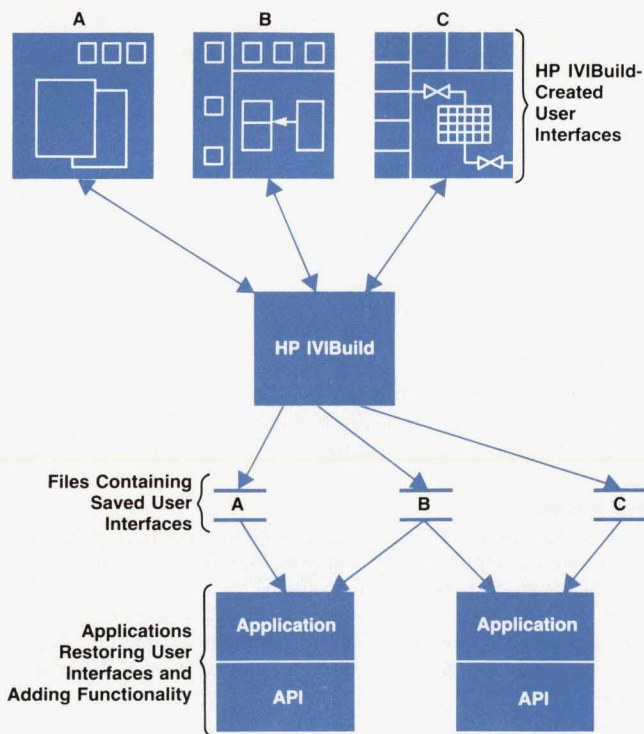 A
B
C
HP IVIBuild-
Created
User
Interfaces
HP IVIBuild
Files Containing
Saved User
Interfaces
A
B
C
Applications
Restoring User
Interfaces and
Adding Functionality
Application
API
Application
API